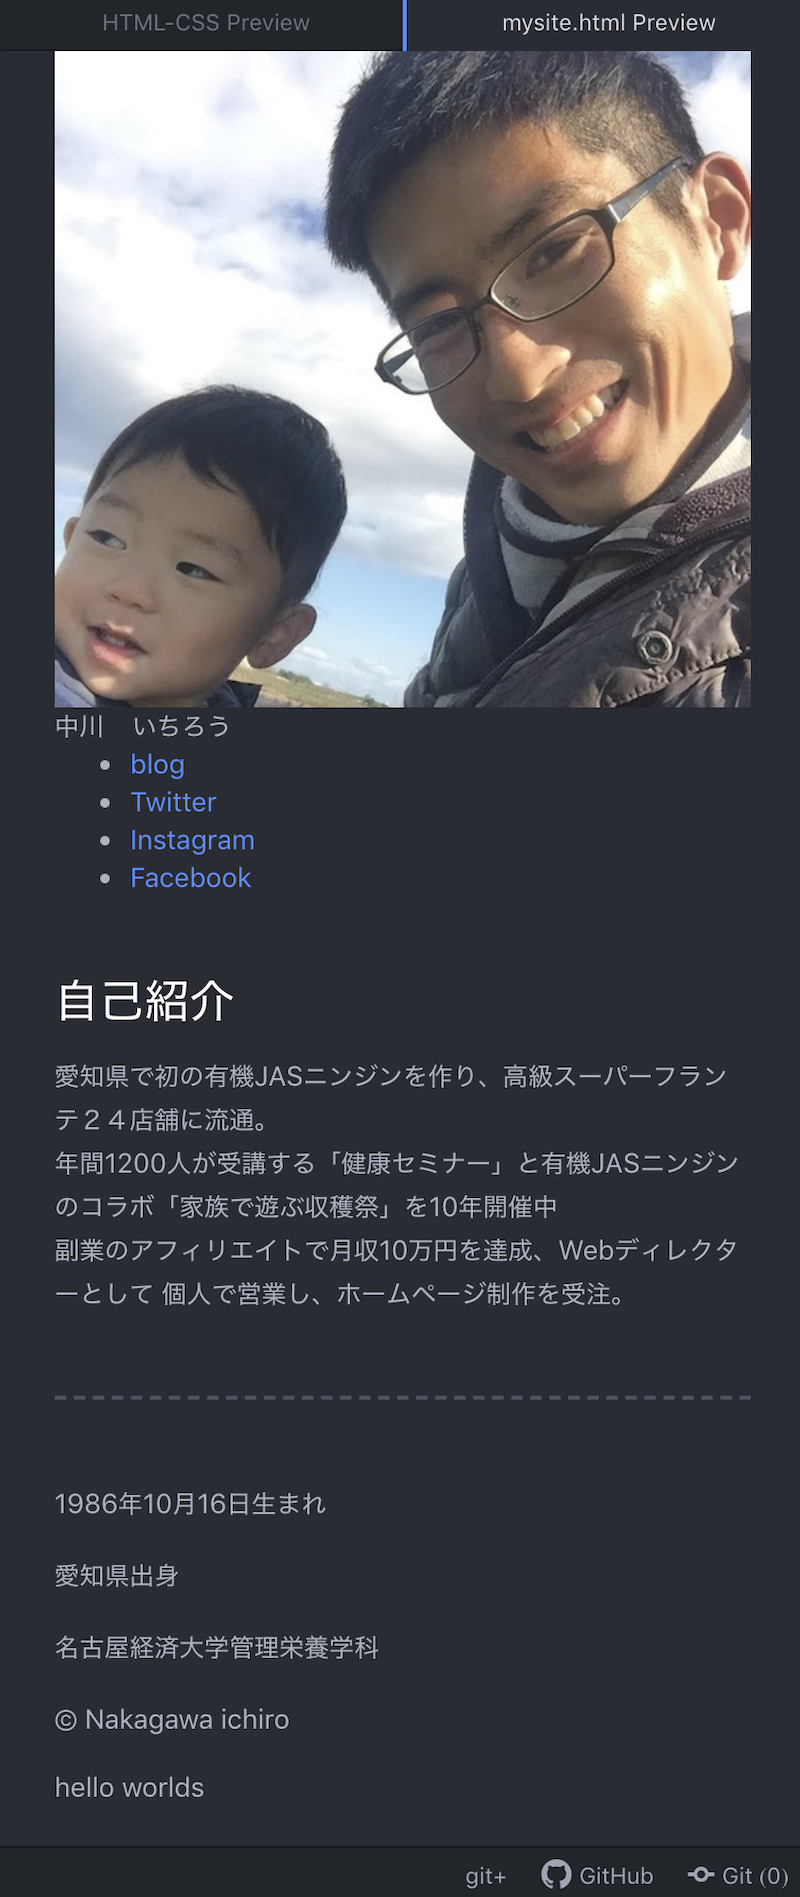 HTML-CSS Preview
mysite.html Preview
中川　いちろう
blog
Twitter
Instagram
Facebook
自己紹介
愛知県で初の有機JASニンジンを作り、高級スーパーフラン
テ２４店舗に流通。
年間1200人が受講する「健康セミナー」と有機JASニンジン
のコラボ「家族で遊ぶ収穫祭」を10年開催中
副業のアフィリエイトで月収10万円を達成、Webディレクタ
ーとして 個人で営業し、ホームページ制作を受注。
1986年10月16日生まれ
愛知県出身
名古屋経済大学管理栄養学科
© Nakagawa ichiro
hello worlds
git+ GitHub Git (0)